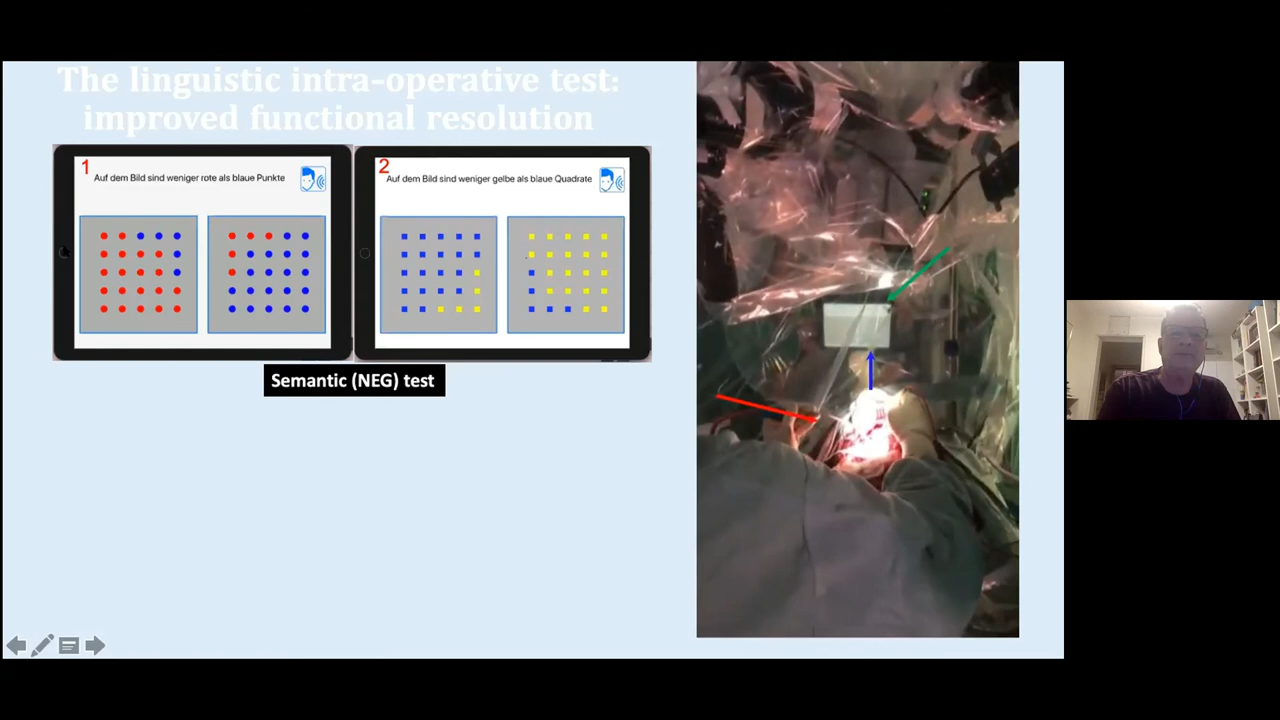 The linguistic intra-operative test:
improved functional resolution
1
Auf dem Bild sind weniger rote als blaue Punkte
2
Auf dem Bild sind weniger gelbe als blaue Quadrate
Semantic (NEG) test